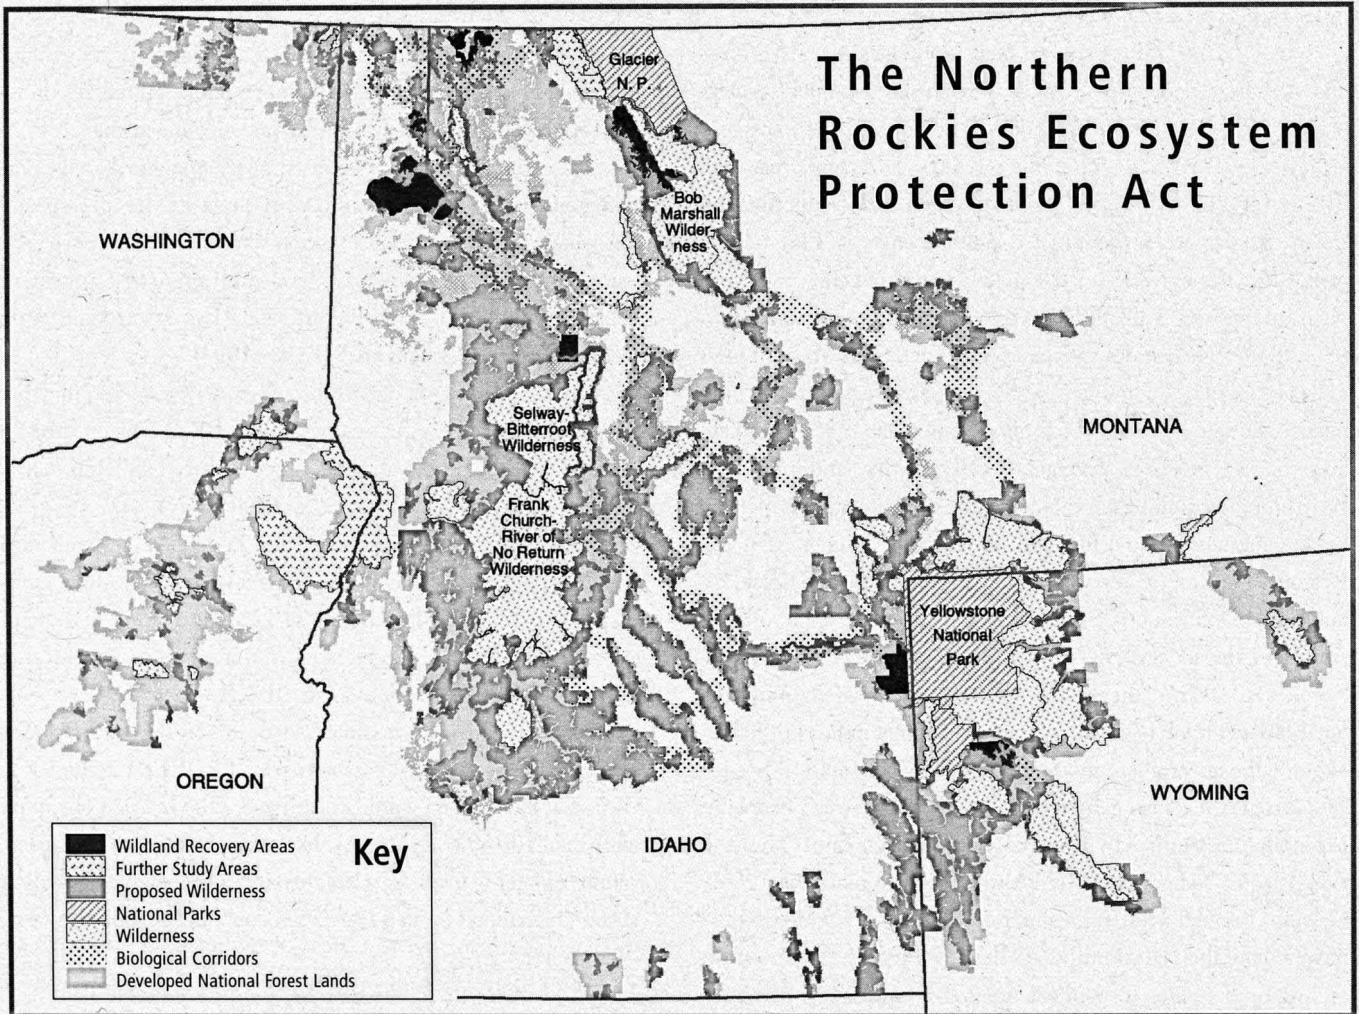 The Northern
Rockies Ecosystem
Protection Act
Glacier
N. P.
Bob
Marshall
Wilder-
ness
WASHINGTON
MONTANA
Selway-
Bitterroot
Wilderness
Frank
Church-
River of
No Return
Wilderness
Yellowstone
National
Park
OREGON
IDAHO
WYOMING
Key
Wildland Recovery Areas
Further Study Areas
Proposed Wilderness
National Parks
Wilderness
Biological Corridors
Developed National Forest Lands